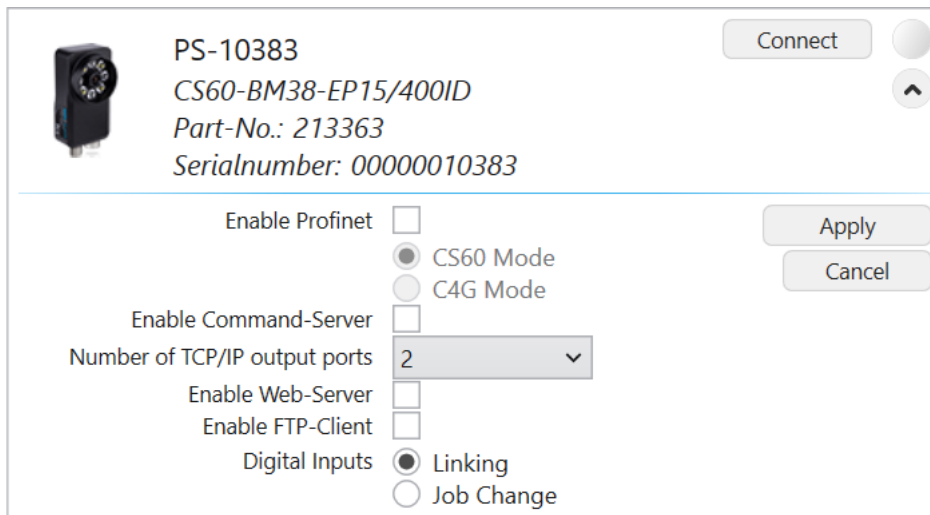 PS-10383
Connect
CS60-BM38-EP15/400ID
Part-No.: 213363
Serialnumber: 00000010383
Enable Profinet
Apply
CS60 Mode
Cancel
C4G Mode
Enable Command-Server
Number of TCP/IP output ports 2
Enable Web-Server
Enable FTP-Client
Digital Inputs Linking
Job Change